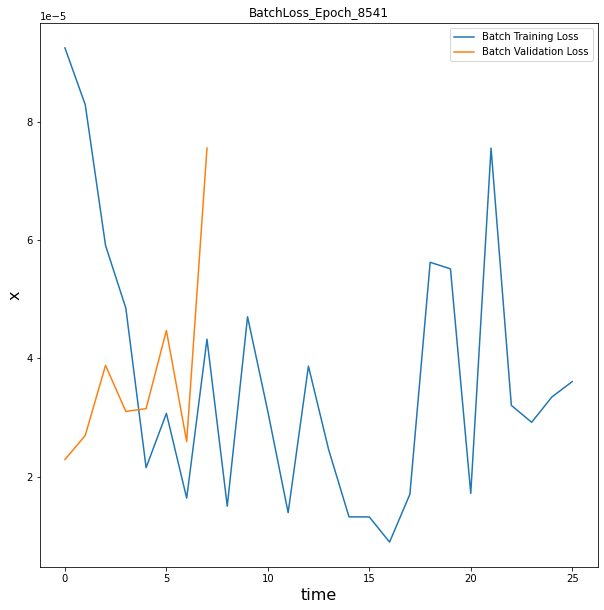 BatchLoss_Epoch_8541
1e−5
Batch Training Loss
Batch Validation Loss
8
6
4
2
x
0 5 10 15 20 25
time